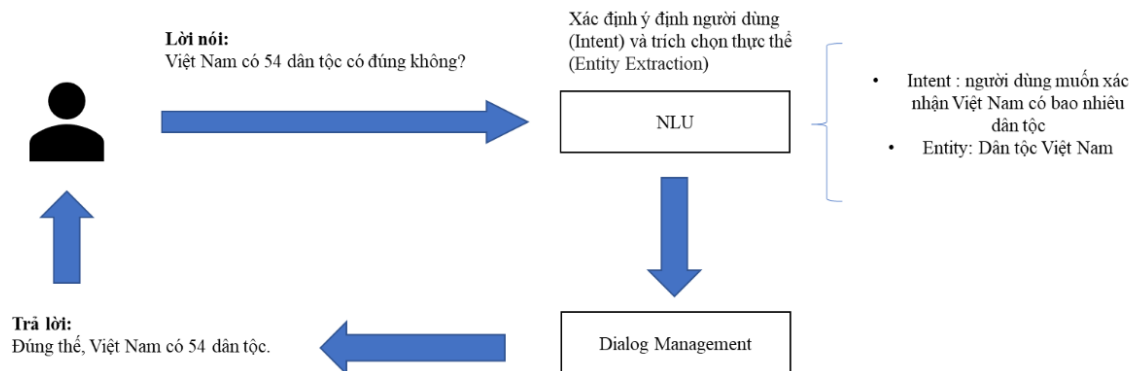 Lời nói:
Việt Nam có 54 dân tộc có đúng không?
Xác định ý định người dùng
(Intent) và trích chọn thực thể
(Entity Extraction)
NLU
• Intent : người dùng muốn xác
nhận Việt Nam có bao nhiêu
dân tộc
• Entity: Dân tộc Việt Nam
Dialog Management
Trả lời:
Đúng thế, Việt Nam có 54 dân tộc.